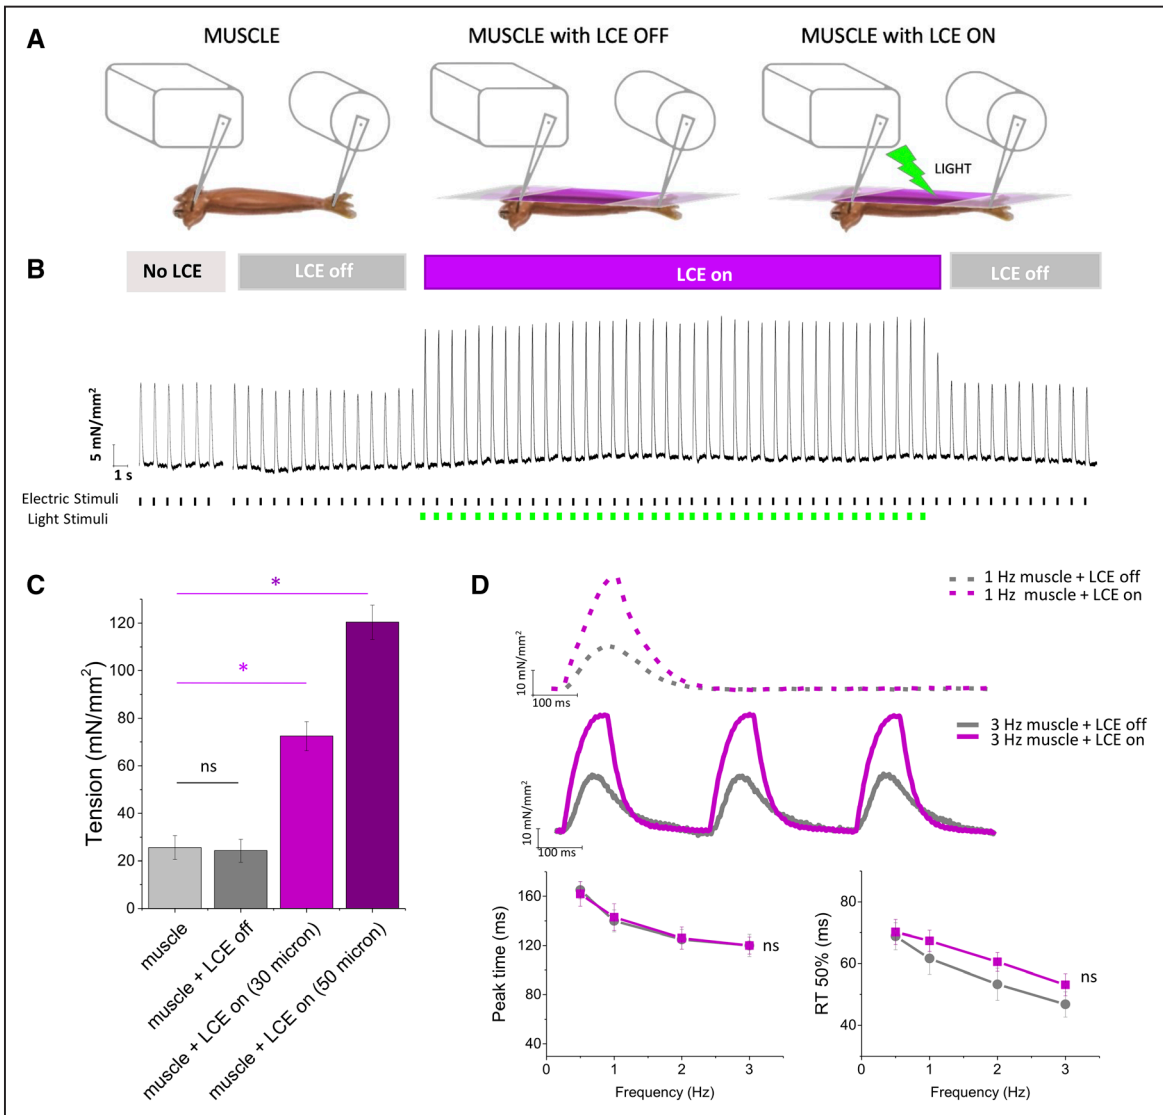 A
MUSCLE
MUSCLE with LCE OFF
MUSCLE with LCE ON
LIGHT
B
No LCE
LCE off
LCE on
LCE off
5 mN/mm²
1 s
Electric Stimuli
Light Stimuli
C
*
*
ns
Tension (mN/mm²)
120
100
80
60
40
20
0
muscle
muscle + LCE off
muscle + LCE on (30 micron)
muscle + LCE on (50 micron)
D
1 Hz muscle + LCE off
1 Hz muscle + LCE on
10 mN/mm²
100 ms
3 Hz muscle + LCE off
3 Hz muscle + LCE on
10 mN/mm²
100 ms
Peak time (ms)
160
120
80
40
ns
0 1 2 3
Frequency (Hz)
RT 50% (ms)
80
60
40
ns
0 1 2 3
Frequency (Hz)